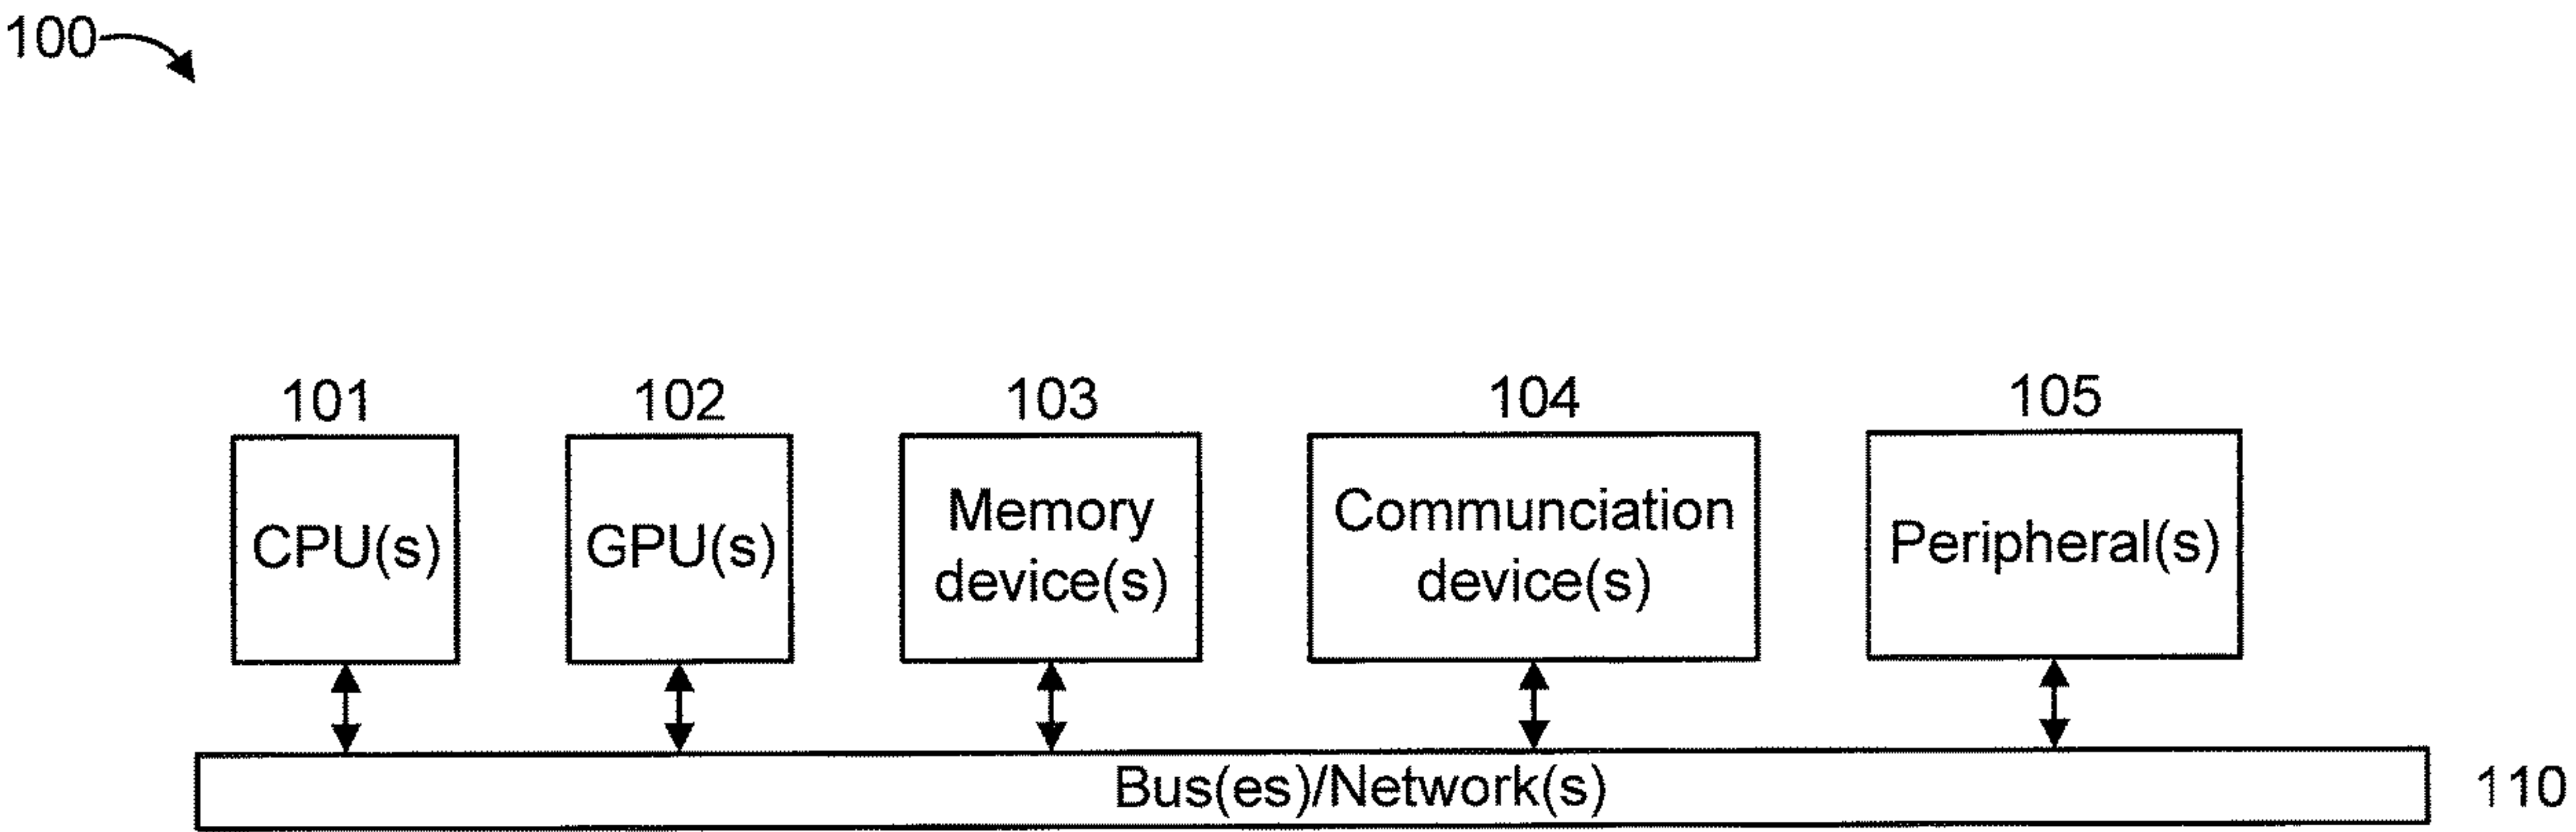 100
101
102
103
104
105
CPU(s)
GPU(s)
Memory
device(s)
Communciation
device(s)
Peripheral(s)
Bus(es)/Network(s)
110